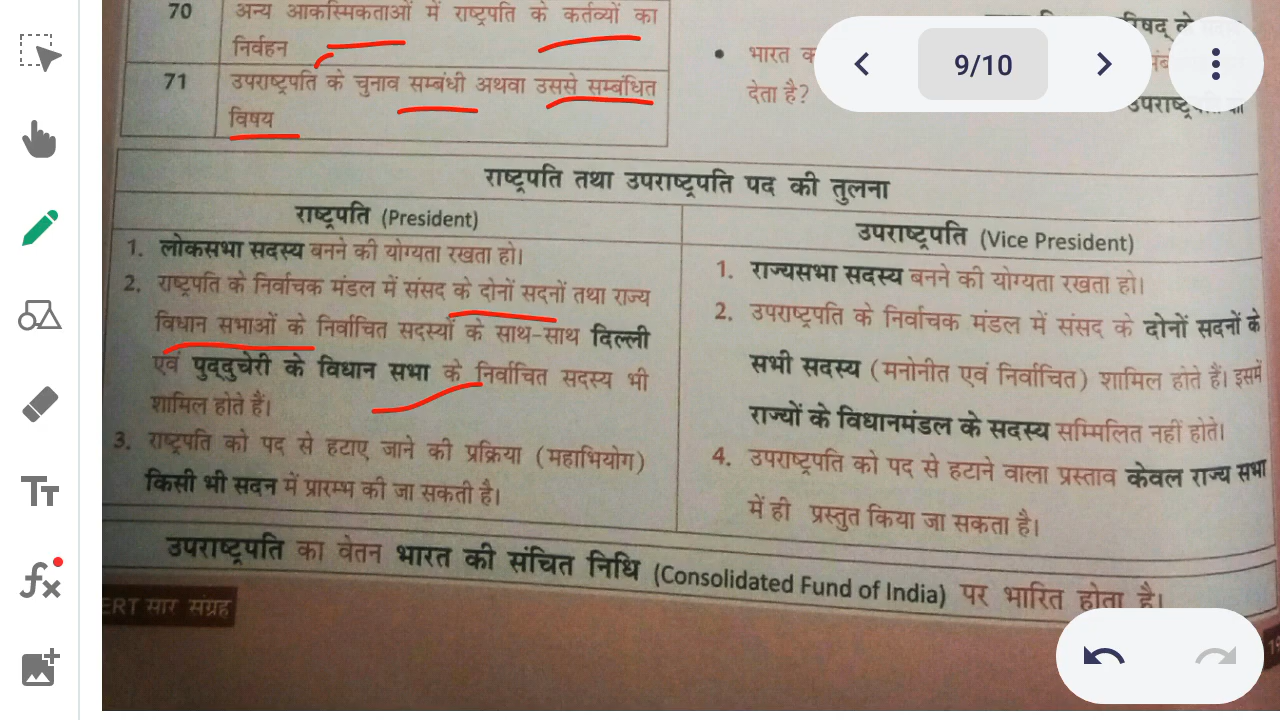 70
अन्य आकस्मिकताओं में राष्ट्रपति के कर्तव्यों का
निर्वहन
71
उपराष्ट्रपति के चुनाव सम्बंधी अथवा उससे सम्बंधित
विषय
• भारत
देता है?
9/10
राष्ट्रपति तथा उपराष्ट्रपति पद की तुलना
राष्ट्रपति (President)
1. लोकसभा सदस्य बनने की योग्यता रखता हो।
2. राष्ट्रपति के निर्वाचक मंडल में संसद के दोनों सदनों तथा राज्य
विधान सभाओं के निर्वाचित सदस्यों के साथ-साथ दिल्ली
एवं पुद्दुचेरी के विधान सभा के निर्वाचित सदस्य भी
शामिल होते हैं।
3. राष्ट्रपति को पद से हटाए जाने की प्रक्रिया (महाभियोग)
किसी भी सदन में प्रारम्भ की जा सकती है।
उपराष्ट्रपति (Vice President)
1. राज्यसभा सदस्य बनने की योग्यता रखता हो।
2. उपराष्ट्रपति के निर्वाचक मंडल में संसद के दोनों सदनों के
सभी सदस्य (मनोनीत एवं निर्वाचित) शामिल होते हैं। इसमें
राज्यों के विधानमंडल के सदस्य सम्मिलित नहीं होते।
4. उपराष्ट्रपति को पद से हटाने वाला प्रस्ताव केवल राज्य सभा
में ही प्रस्तुत किया जा सकता है।
उपराष्ट्रपति का वेतन भारत की संचित निधि (Consolidated Fund of India) पर भारित होता है।
ERT सार संग्रह
Tт
fx